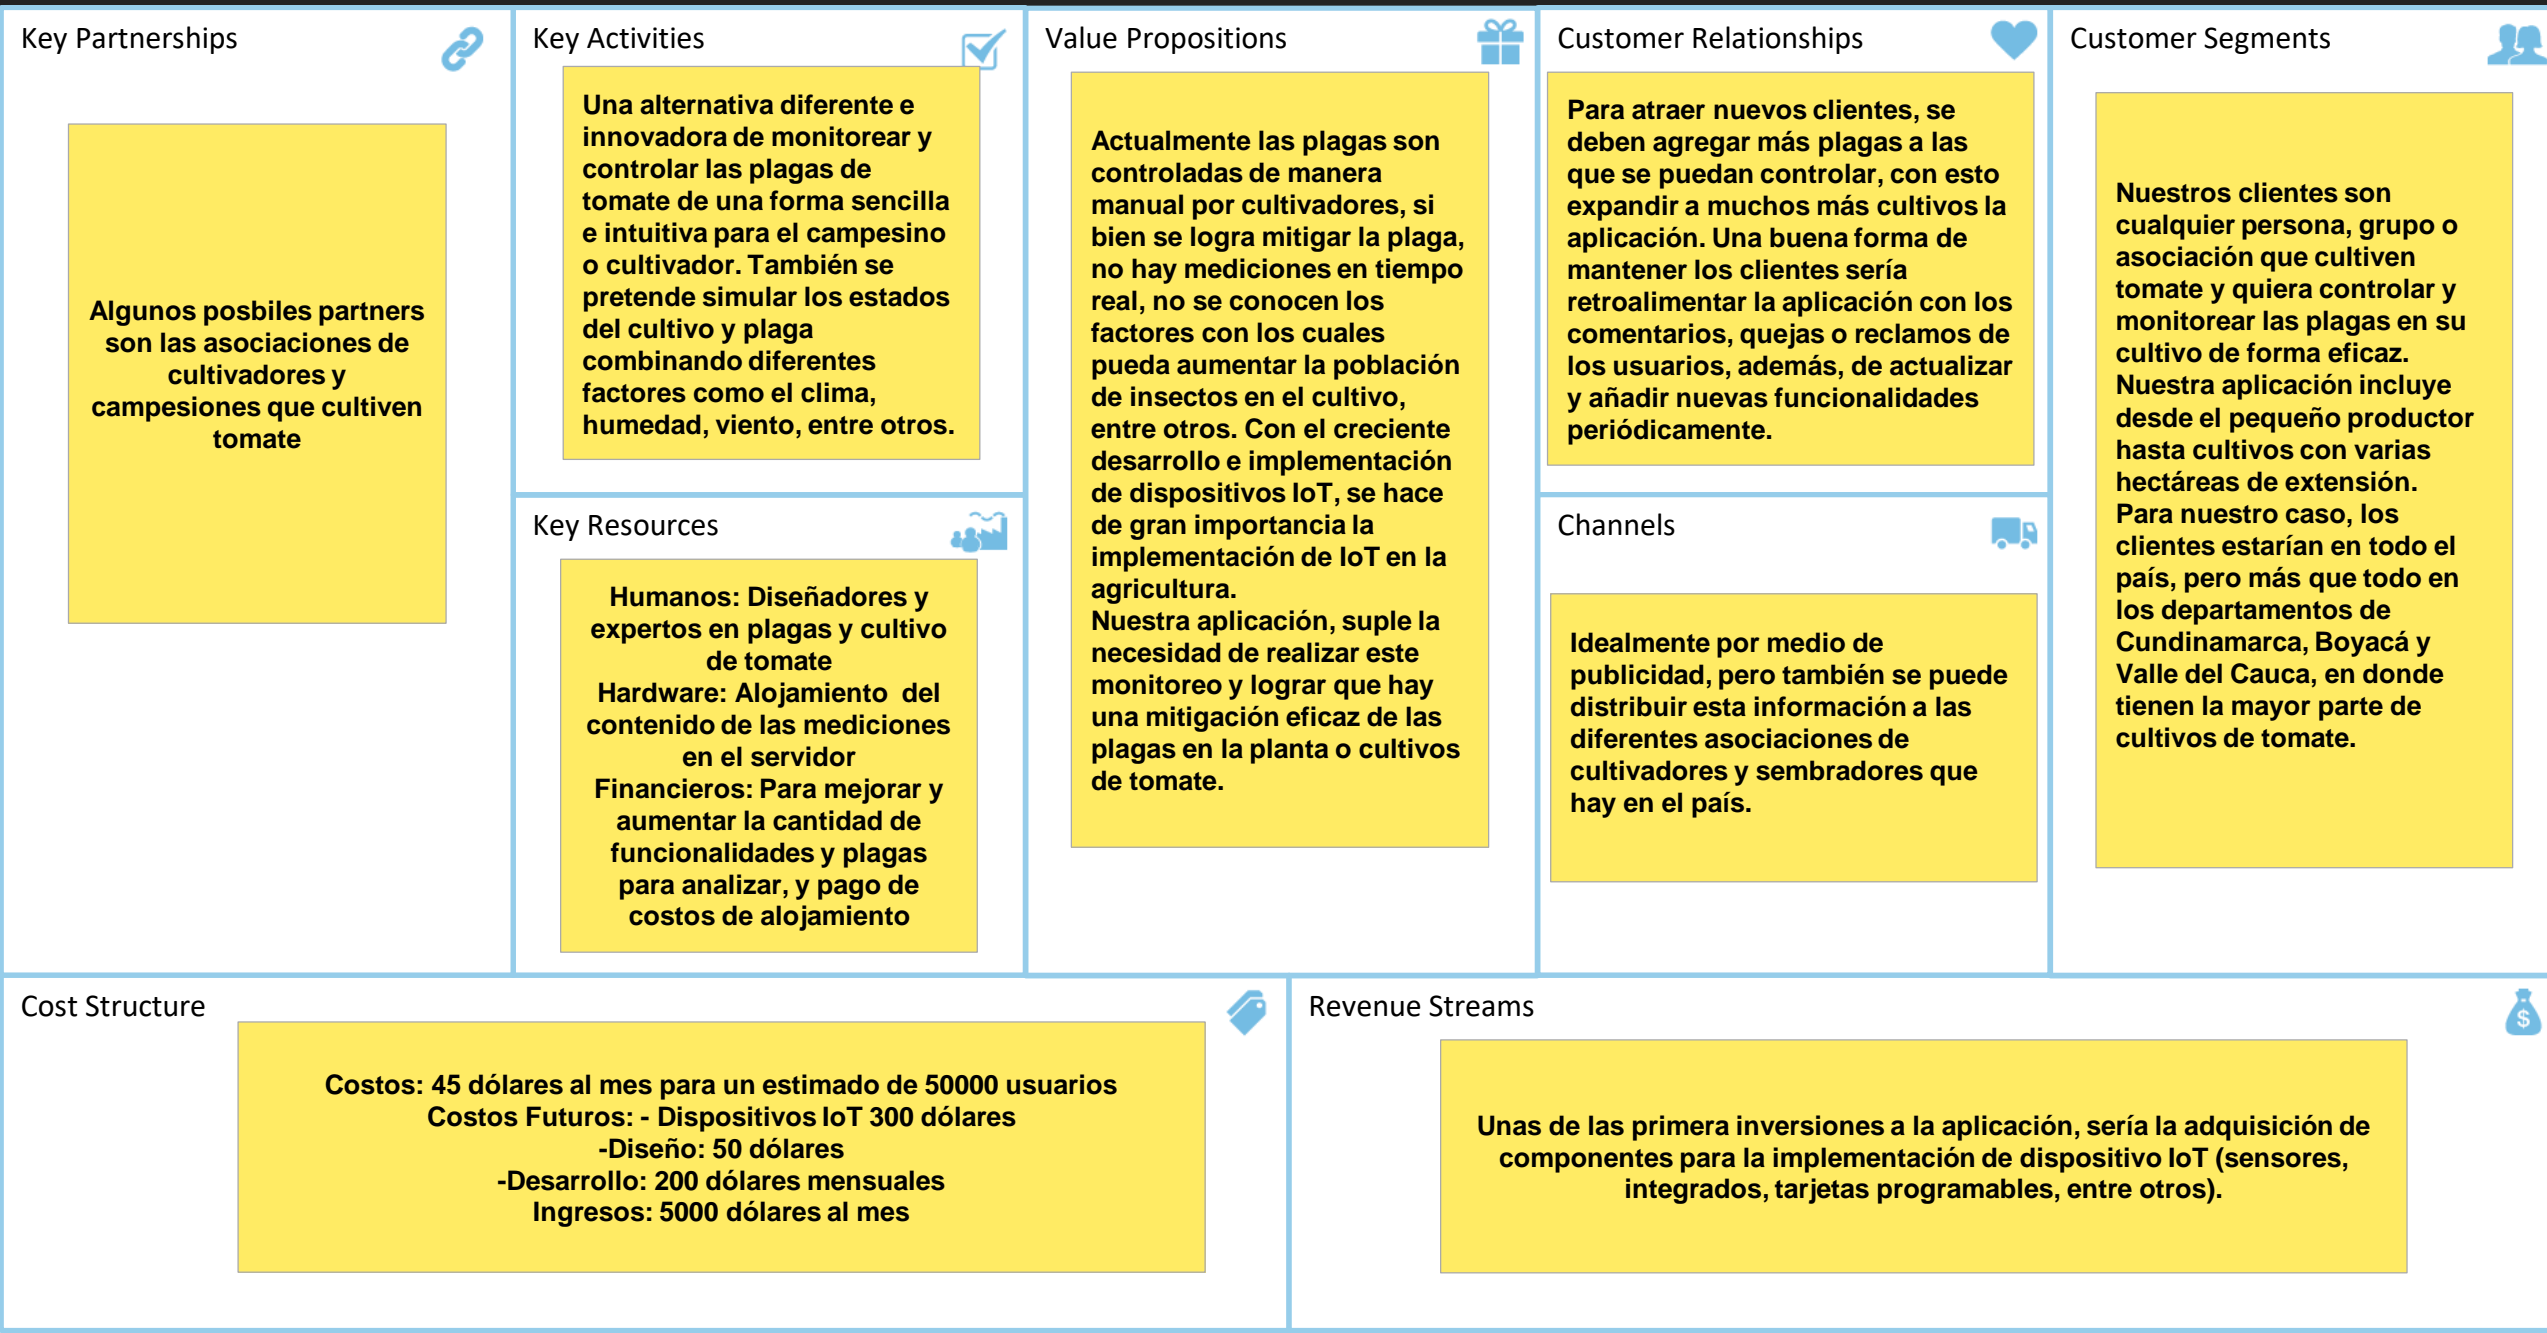 Key Partnerships
Algunos posbiles partners
son las asociaciones de
cultivadores y
campesiones que cultiven
tomate
Key Activities
Una alternativa diferente e
innovadora de monitorear y
controlar las plagas de
tomate de una forma sencilla
e intuitiva para el campesino
o cultivador. También se
pretende simular los estados
del cultivo y plaga
combinando diferentes
factores como el clima,
humedad, viento, entre otros.
Key Resources
Humanos: Diseñadores y
expertos en plagas y cultivo
de tomate
Hardware: Alojamiento del
contenido de las mediciones
en el servidor
Financieros: Para mejorar y
aumentar la cantidad de
funcionalidades y plagas
para analizar, y pago de
costos de alojamiento
Value Propositions
Actualmente las plagas son
controladas de manera
manual por cultivadores, si
bien se logra mitigar la plaga,
no hay mediciones en tiempo
real, no se conocen los
factores con los cuales
pueda aumentar la población
de insectos en el cultivo,
entre otros. Con el creciente
desarrollo e implementación
de dispositivos IoT, se hace
de gran importancia la
implementación de IoT en la
agricultura.
Nuestra aplicación, suple la
necesidad de realizar este
monitoreo y lograr que hay
una mitigación eficaz de las
plagas en la planta o cultivos
de tomate.
Customer Relationships
Para atraer nuevos clientes, se
deben agregar más plagas a las
que se puedan controlar, con esto
expandir a muchos más cultivos la
aplicación. Una buena forma de
mantener los clientes sería
retroalimentar la aplicación con los
comentarios, quejas o reclamos de
los usuarios, además, de actualizar
y añadir nuevas funcionalidades
periódicamente.
Channels
Idealmente por medio de
publicidad, pero también se puede
distribuir esta información a las
diferentes asociaciones de
cultivadores y sembradores que
hay en el país.
Customer Segments
Nuestros clientes son
cualquier persona, grupo o
asociación que cultiven
tomate y quiera controlar y
monitorear las plagas en su
cultivo de forma eficaz.
Nuestra aplicación incluye
desde el pequeño productor
hasta cultivos con varias
hectáreas de extensión.
Para nuestro caso, los
clientes estarían en todo el
país, pero más que todo en
los departamentos de
Cundinamarca, Boyacá y
Valle del Cauca, en donde
tienen la mayor parte de
cultivos de tomate.
Cost Structure
Costos: 45 dólares al mes para un estimado de 50000 usuarios
Costos Futuros: - Dispositivos IoT 300 dólares
-Diseño: 50 dólares
-Desarrollo: 200 dólares mensuales
Ingresos: 5000 dólares al mes
Revenue Streams
$
Unas de las primera inversiones a la aplicación, sería la adquisición de
componentes para la implementación de dispositivo IoT (sensores,
integrados, tarjetas programables, entre otros).